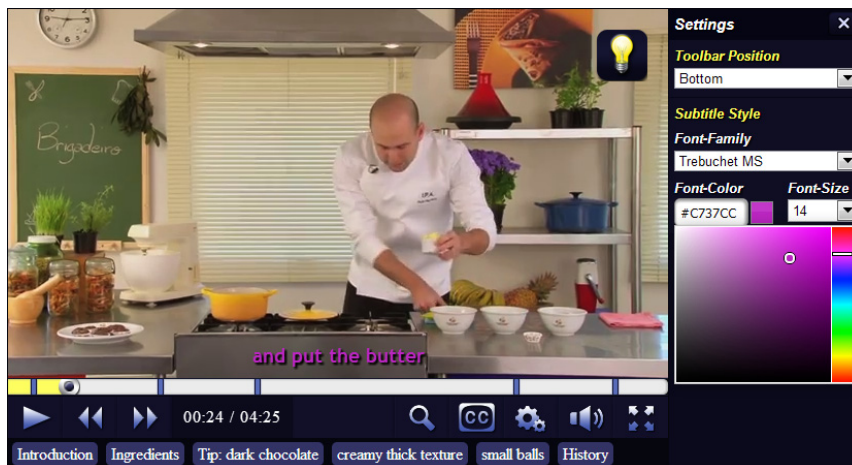 Brigadeiro
and put the butter
00:24 / 04:25
CC
Introduction
Ingredients
Tip: dark chocolate
creamy thick texture
small balls
History
Settings
Toolbar Position
Bottom
Subtitle Style
Font-Family
Trebuchet MS
Font-Color Font-Size
#C737CC 14